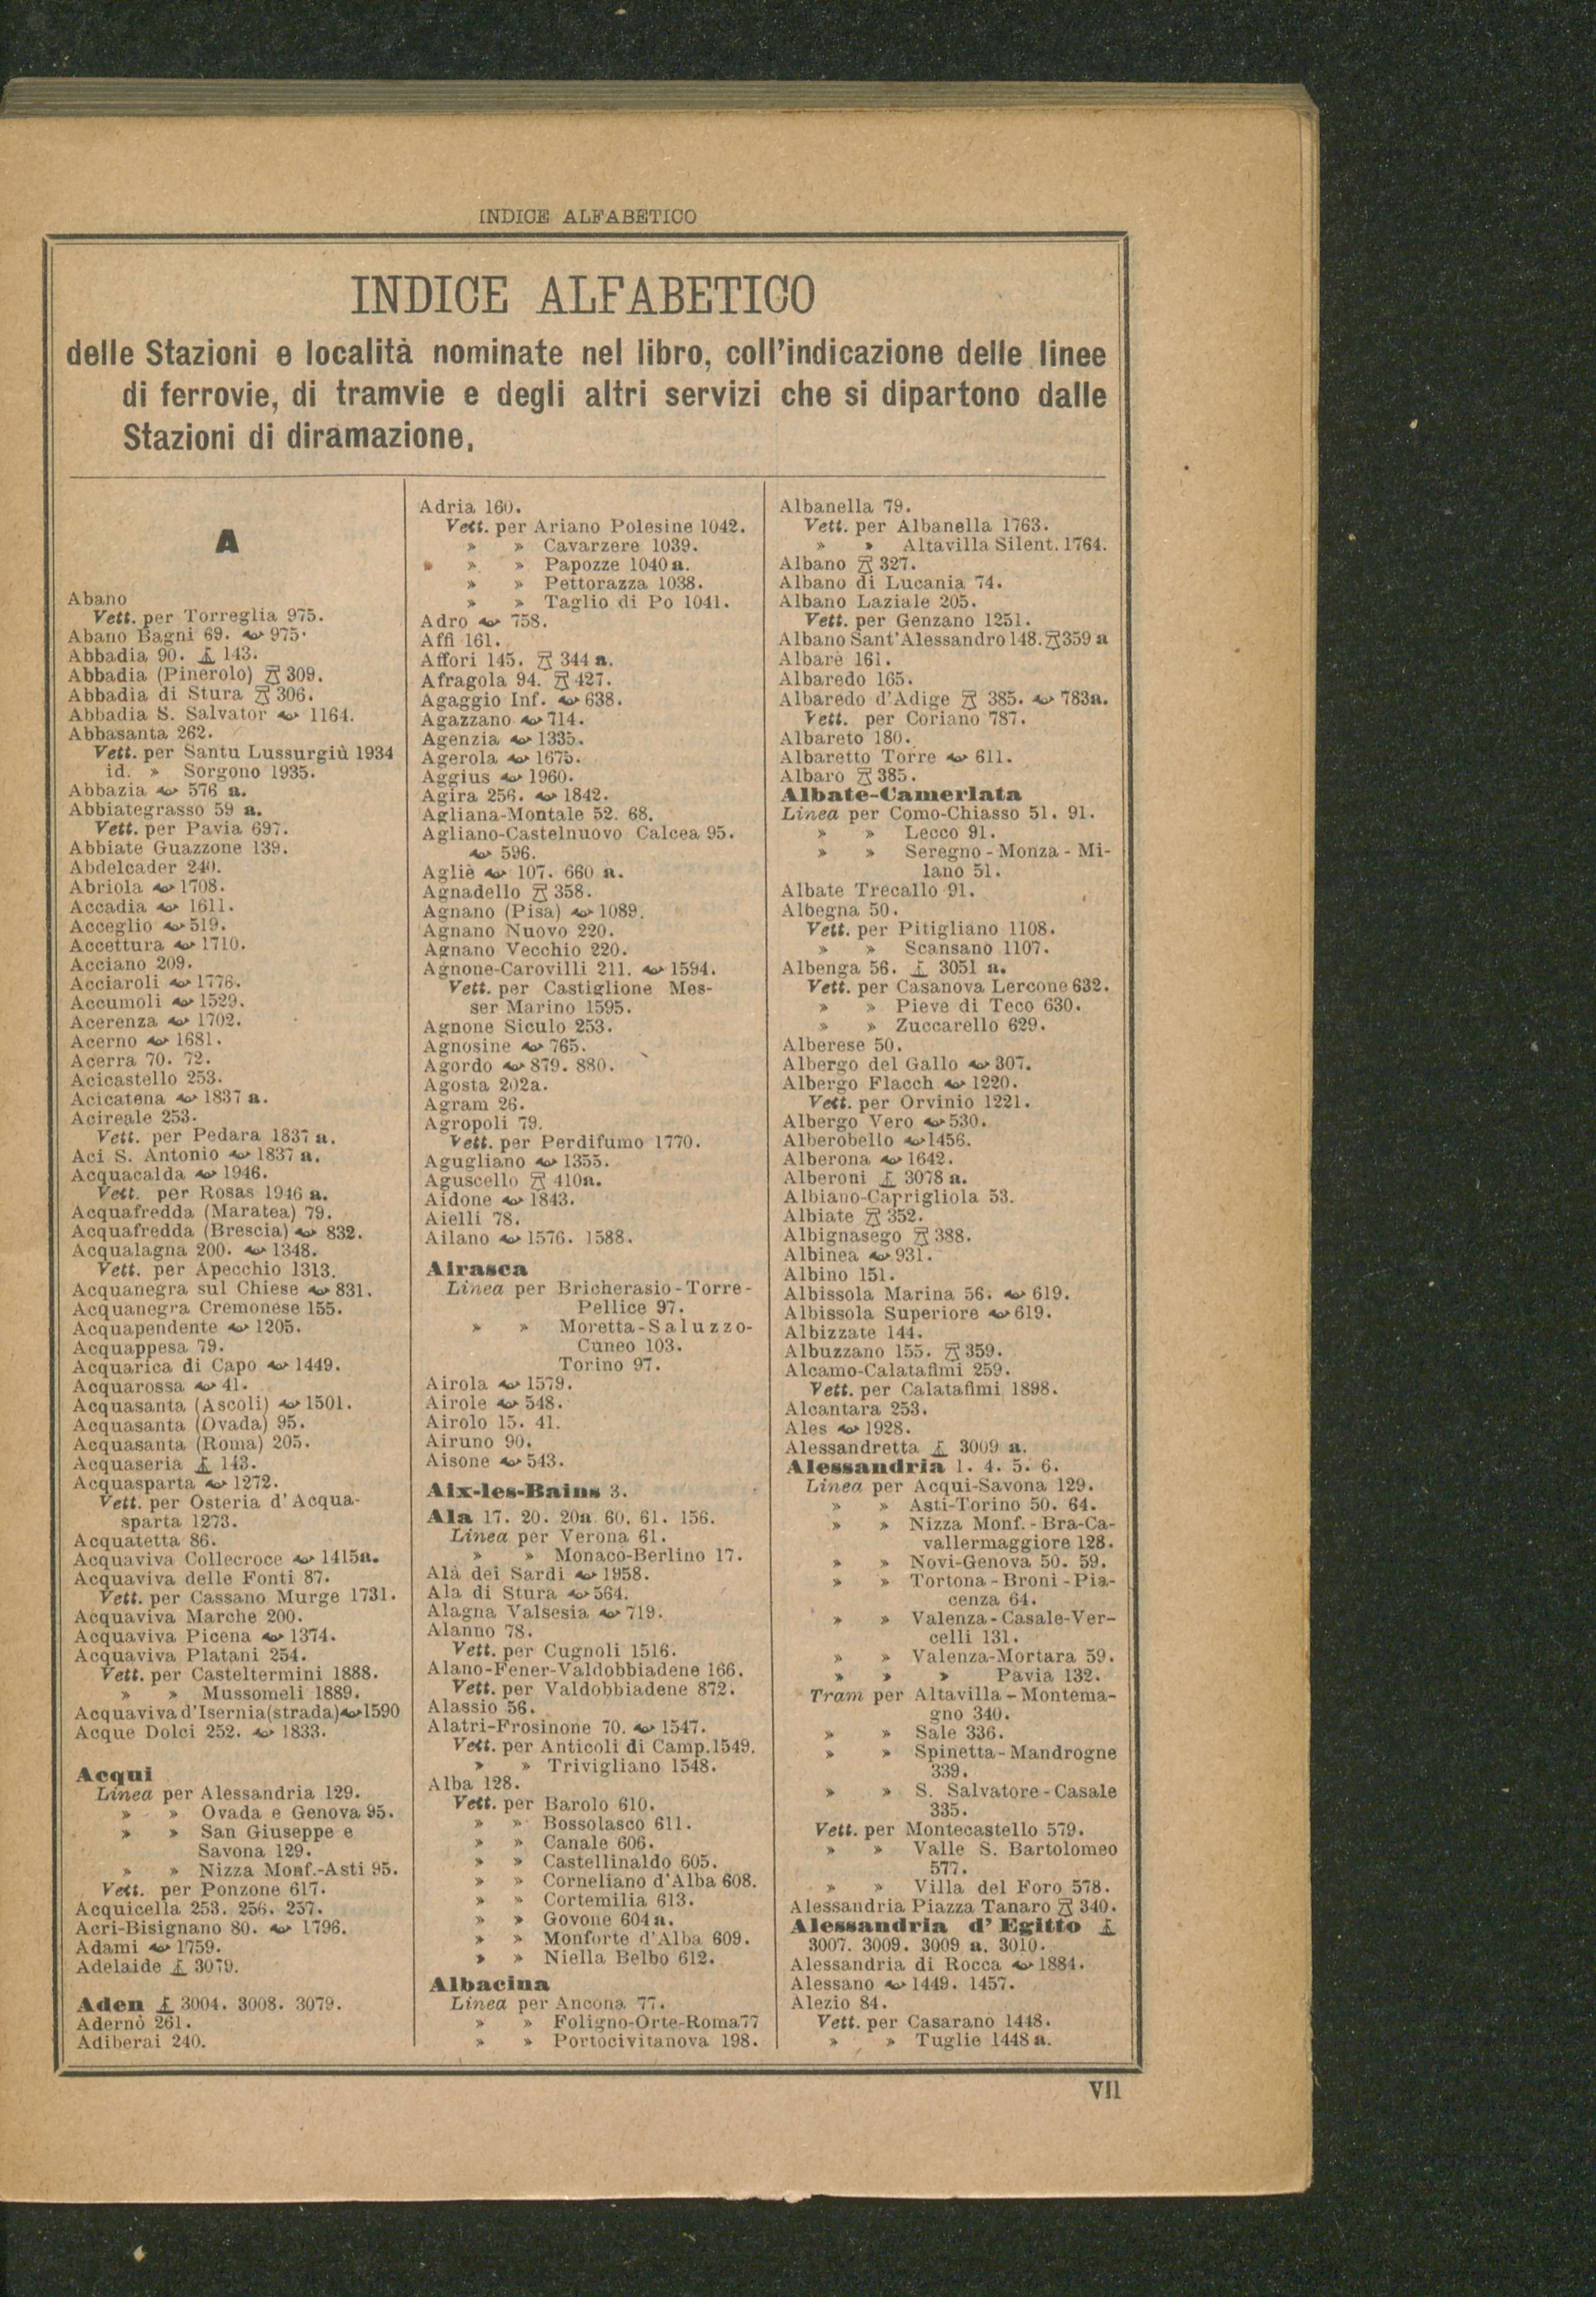 INDICE ALFABETICO
INDICE ALFABETICO
delle Stazioni e località nominate nel libro, coll'indicazione delle linee
di ferrovie, di tramvie e degli altri servizi che si dipartono dalle
Stazioni di diramazione.
A
Abano
Vett. per Torreglia 975.
Abano Bagni 69. 975.
Abbadia 90. 143.
Abbadia (Pinerolo) 309.
Abbadia di Stura 306.
Abbadia S. Salvator 1164.
Abbasanta 262.
Vett. per Santu Lussurgiù 1934
id. » Sorgono 1935.
Abbazia 576 a.
Abbiategrasso 59 a.
Vett. per Pavia 697.
Abbiate Guazzone 139.
Abdelcader 240.
Abriola 1708.
Accadia 1611.
Acceglio 519.
Accettura 1710.
Acciano 209.
Acciaroli 1776.
Accumoli 1529.
Acerenza 1702.
Acerno 1681.
Acerra 70. 72.
Acicastello 253.
Acicatena 1837 a.
Acireale 253.
Vett. per Pedara 1837 a.
Aci S. Antonio 1837 a.
Acquacalda 1946.
Vett. per Rosas 1946 a.
Acquafredda (Maratea) 79.
Acquafredda (Brescia) 832.
Acqualagna 200. 1348.
Vett. per Apecchio 1313.
Acquanegra sul Chiese 831.
Acquanegra Cremonese 155.
Acquapendente 1205.
Acquappesa 79.
Acquarica di Capo 1449.
Acquarossa 41.
Acquasanta (Ascoli) 1501.
Acquasanta (Ovada) 95.
Acquasanta (Roma) 205.
Acquaseria 143.
Acquasparta 1272.
Vett. per Osteria d'Acqua-
sparta 1273.
Acquatetta 86.
Acquaviva Collecroce 1415a.
Acquaviva delle Fonti 87.
Vett. per Cassano Murge 1731.
Acquaviva Marche 200.
Acquaviva Picena 1374.
Acquaviva Platani 254.
Vett. per Casteltermini 1888.
» » Mussomeli 1889.
Acquaviva d'Isernia(strada) 1590
Acque Dolci 252. 1833.
Acqui
Linea per Alessandria 129.
» » Ovada e Genova 95.
» » San Giuseppe e
Savona 129.
» » Nizza Monf.-Asti 95.
Vett. per Ponzone 617.
Acquicella 253. 256. 257.
Acri-Bisignano 80. 1796.
Adami 1759.
Adelaide 3079.
Aden 3004. 3008. 3079.
Adernò 261.
Adiberai 240.
Adria 160.
Vett. per Ariano Polesine 1042.
» » Cavarzere 1039.
» » Papozze 1040 a.
» » Pettorazza 1038.
» » Taglio di Po 1041.
Adro 758.
Affi 161.
Affori 145. 344 a.
Afragola 94. 427.
Agaggio Inf. 638.
Agazzano 714.
Agenzia 1335.
Agerola 1675.
Aggius 1960.
Agira 256. 1842.
Agliana-Montale 52. 68.
Agliano-Castelnuovo Calcea 95.
596.
Agliè 107. 660 a.
Agnadello 358.
Agnano (Pisa) 1089.
Agnano Nuovo 220.
Agnano Vecchio 220.
Agnone-Carovilli 211. 1594.
Vett. per Castiglione Mes-
ser Marino 1595.
Agnone Siculo 253.
Agnosine 765.
Agordo 879. 880.
Agosta 202a.
Agram 26.
Agropoli 79.
Vett. per Perdifumo 1770.
Agugliano 1355.
Aguscello 410a.
Aidone 1843.
Aielli 78.
Ailano 1576. 1588.
Airasca
Linea per Bricherasio-Torre-
Pellice 97.
» » Moretta-Saluzzo-
Cuneo 103.
Torino 97.
Airola 1579.
Airole 548.
Airolo 15. 41.
Airuno 90.
Aisone 543.
Aix-les-Bains 3.
Ala 17. 20. 20a 60. 61. 156.
Linea per Verona 61.
» » Monaco-Berlino 17.
Alà dei Sardi 1958.
Ala di Stura 564.
Alagna Valsesia 719.
Alanno 78.
Vett. per Cugnoli 1516.
Alano-Fener-Valdobbiadene 166.
Vett. per Valdobbiadene 872.
Alassio 56.
Alatri-Frosinone 70. 1547.
Vett. per Anticoli di Camp.1549.
» » Trivigliano 1548.
Alba 128.
Vett. per Barolo 610.
» » Bossolasco 611.
» » Canale 606.
» » Castellinaldo 605.
» » Corneliano d'Alba 608.
» » Cortemilia 613.
» » Govone 604 a.
» » Monforte d'Alba 609.
» » Niella Belbo 612.
Albacina
Linea per Ancona 77.
» » Foligno-Orte-Roma77
» » Portocivitanova 198.
Albanella 79.
Vett. per Albanella 1763.
» » Altavilla Silent. 1764.
Albano 327.
Albano di Lucania 74.
Albano Laziale 205.
Vett. per Genzano 1251.
Albano Sant'Alessandro 148. 359 a
Albarè 161.
Albaredo 165.
Albaredo d'Adige 385. 783a.
Vett. per Coriano 787.
Albareto 180.
Albaretto Torre 611.
Albaro 385.
Albate-Camerlata
Linea per Como-Chiasso 51. 91.
» » Lecco 91.
» » Seregno - Monza - Mi-
lano 51.
Albate Trecallo 91.
Albegna 50.
Vett. per Pitigliano 1108.
» » Scansano 1107.
Albenga 56. 3051 a.
Vett. per Casanova Lercone 632.
» » Pieve di Teco 630.
» » Zuccarello 629.
Alberese 50.
Albergo del Gallo 307.
Albergo Flacch 1220.
Vett. per Orvinio 1221.
Albergo Vero 530.
Alberobello 1456.
Alberona 1642.
Alberoni 3078 a.
Albiano-Caprigliola 53.
Albiate 352.
Albignasego 388.
Albinea 931.
Albino 151.
Albissola Marina 56. 619.
Albissola Superiore 619.
Albizzate 144.
Albuzzano 155. 359.
Alcamo-Calatafimi 259.
Vett. per Calatafimi 1898.
Alcantara 253.
Ales 1928.
Alessandretta 3009 a.
Alessandria 1. 4. 5. 6.
Linea per Acqui-Savona 129.
» » Asti-Torino 50. 64.
» » Nizza Monf. - Bra-Ca-
vallermaggiore 128.
» » Novi-Genova 50. 59.
» » Tortona - Broni - Pia-
cenza 64.
» » Valenza - Casale-Ver-
celli 131.
» » Valenza-Mortara 59.
» » » Pavia 132.
Tram per Altavilla - Montema-
gno 340.
» » Sale 336.
» » Spinetta - Mandrogne
339.
» » S. Salvatore - Casale
335.
Vett. per Montecastello 579.
» » Valle S. Bartolomeo
577.
» » Villa del Foro 578.
Alessandria Piazza Tanaro 340.
Alessandria d'Egitto
3007. 3009. 3009 a. 3010.
Alessandria di Rocca 1884.
Alessano 1449. 1457.
Alezio 84.
Vett. per Casarano 1448.
» » Tuglie 1448 a.
VII